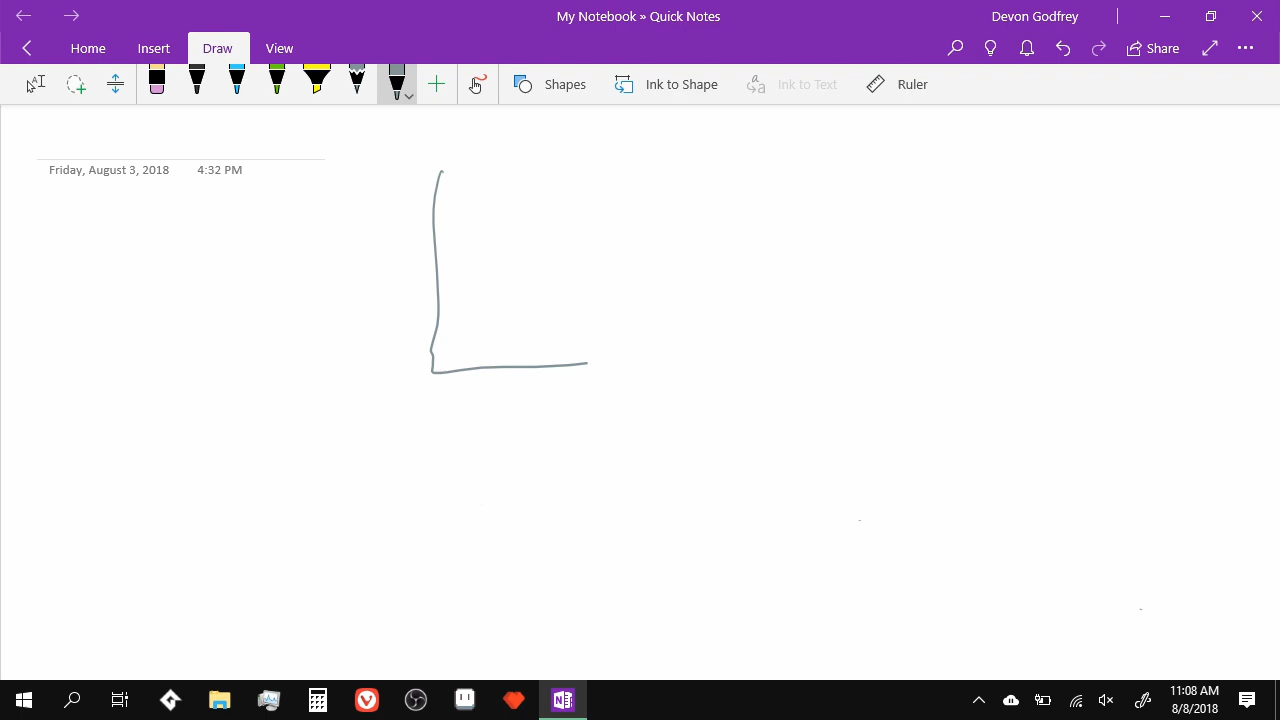 My Notebook » Quick Notes
Devon Godfrey
Home Insert Draw View
Share
Shapes Ink to Shape Ink to Text Ruler
Friday, August 3, 2018 4:32 PM
11:08 AM
8/8/2018